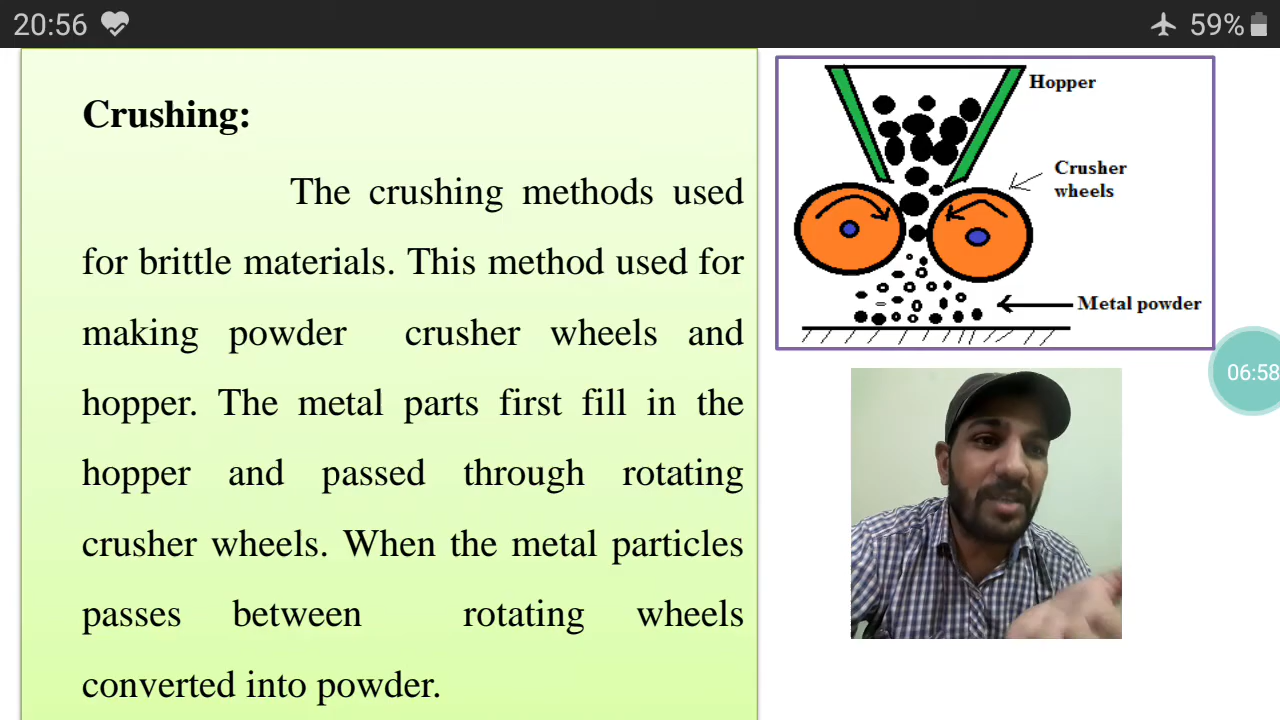 20:56
59%
Crushing:
The crushing methods used
for brittle materials. This method used for
making powder crusher wheels and
hopper. The metal parts first fill in the
hopper and passed through rotating
crusher wheels. When the metal particles
passes between rotating wheels
converted into powder.
Hopper
Crusher
wheels
Metal powder
06:58